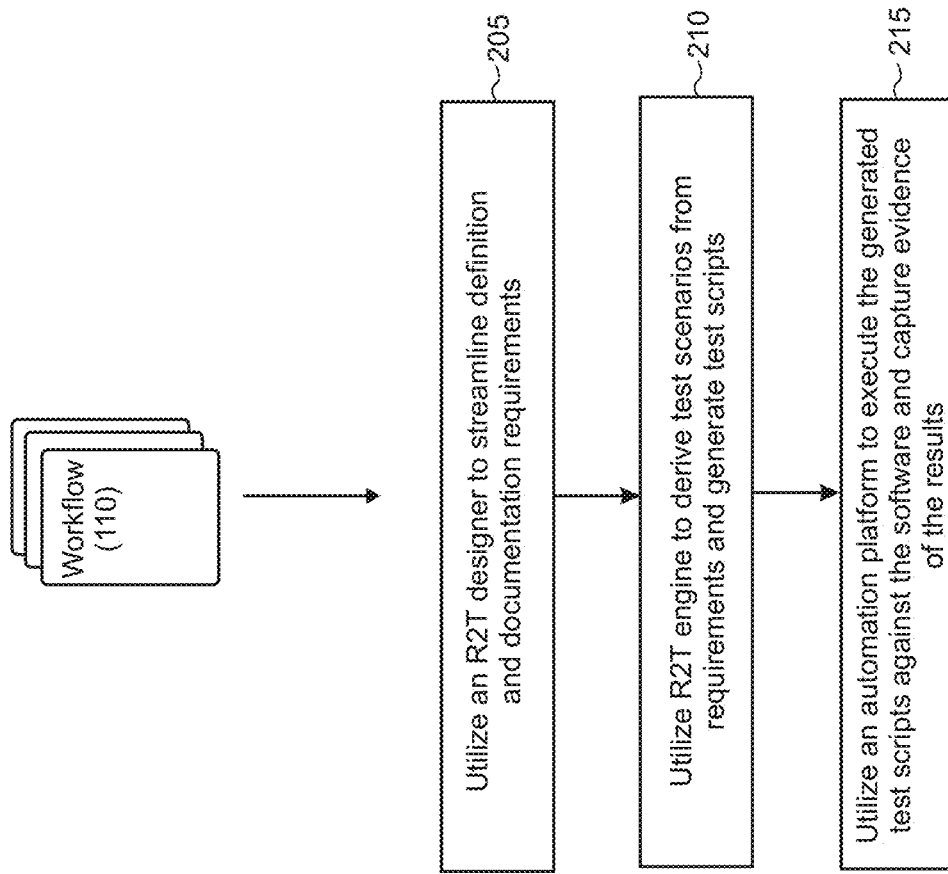 Workflow
(110)
Utilize an R2T designer to streamline definition
and documentation requirements
205
Utilize R2T engine to derive test scenarios from
requirements and generate test scripts
210
Utilize an automation platform to execute the generated
test scripts against the software and capture evidence
of the results
215